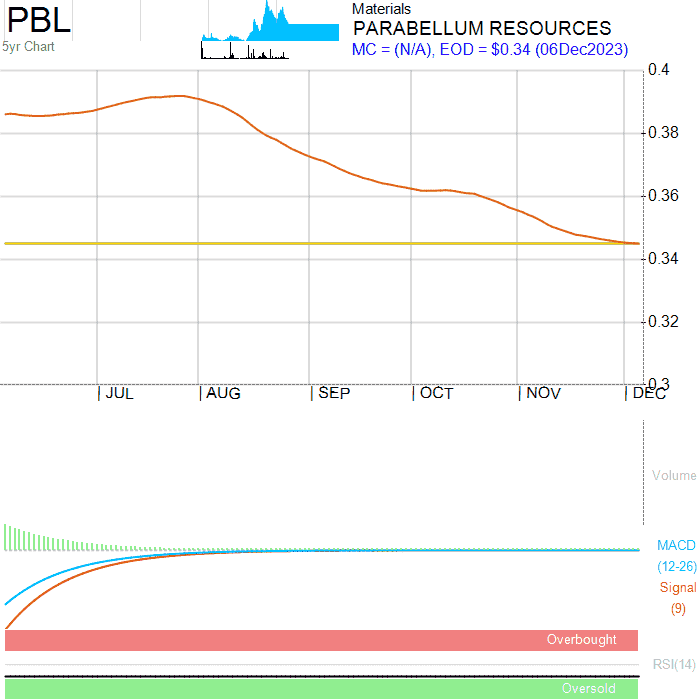 PBL
5yr Chart
Materials
PARABELLUM RESOURCES
MC = (N/A), EOD = $0.34 (06Dec2023)
0.4
0.38
0.36
0.34
0.32
0.3
| JUL | AUG | SEP | OCT | NOV | DEC
Volume
MACD
(12-26)
Signal
(9)
Overbought
RSI(14)
Oversold